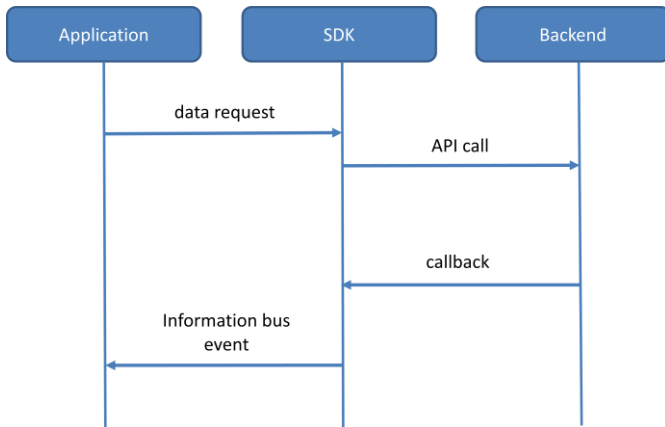 Application
SDK
Backend
data request
API call
callback
Information bus
event